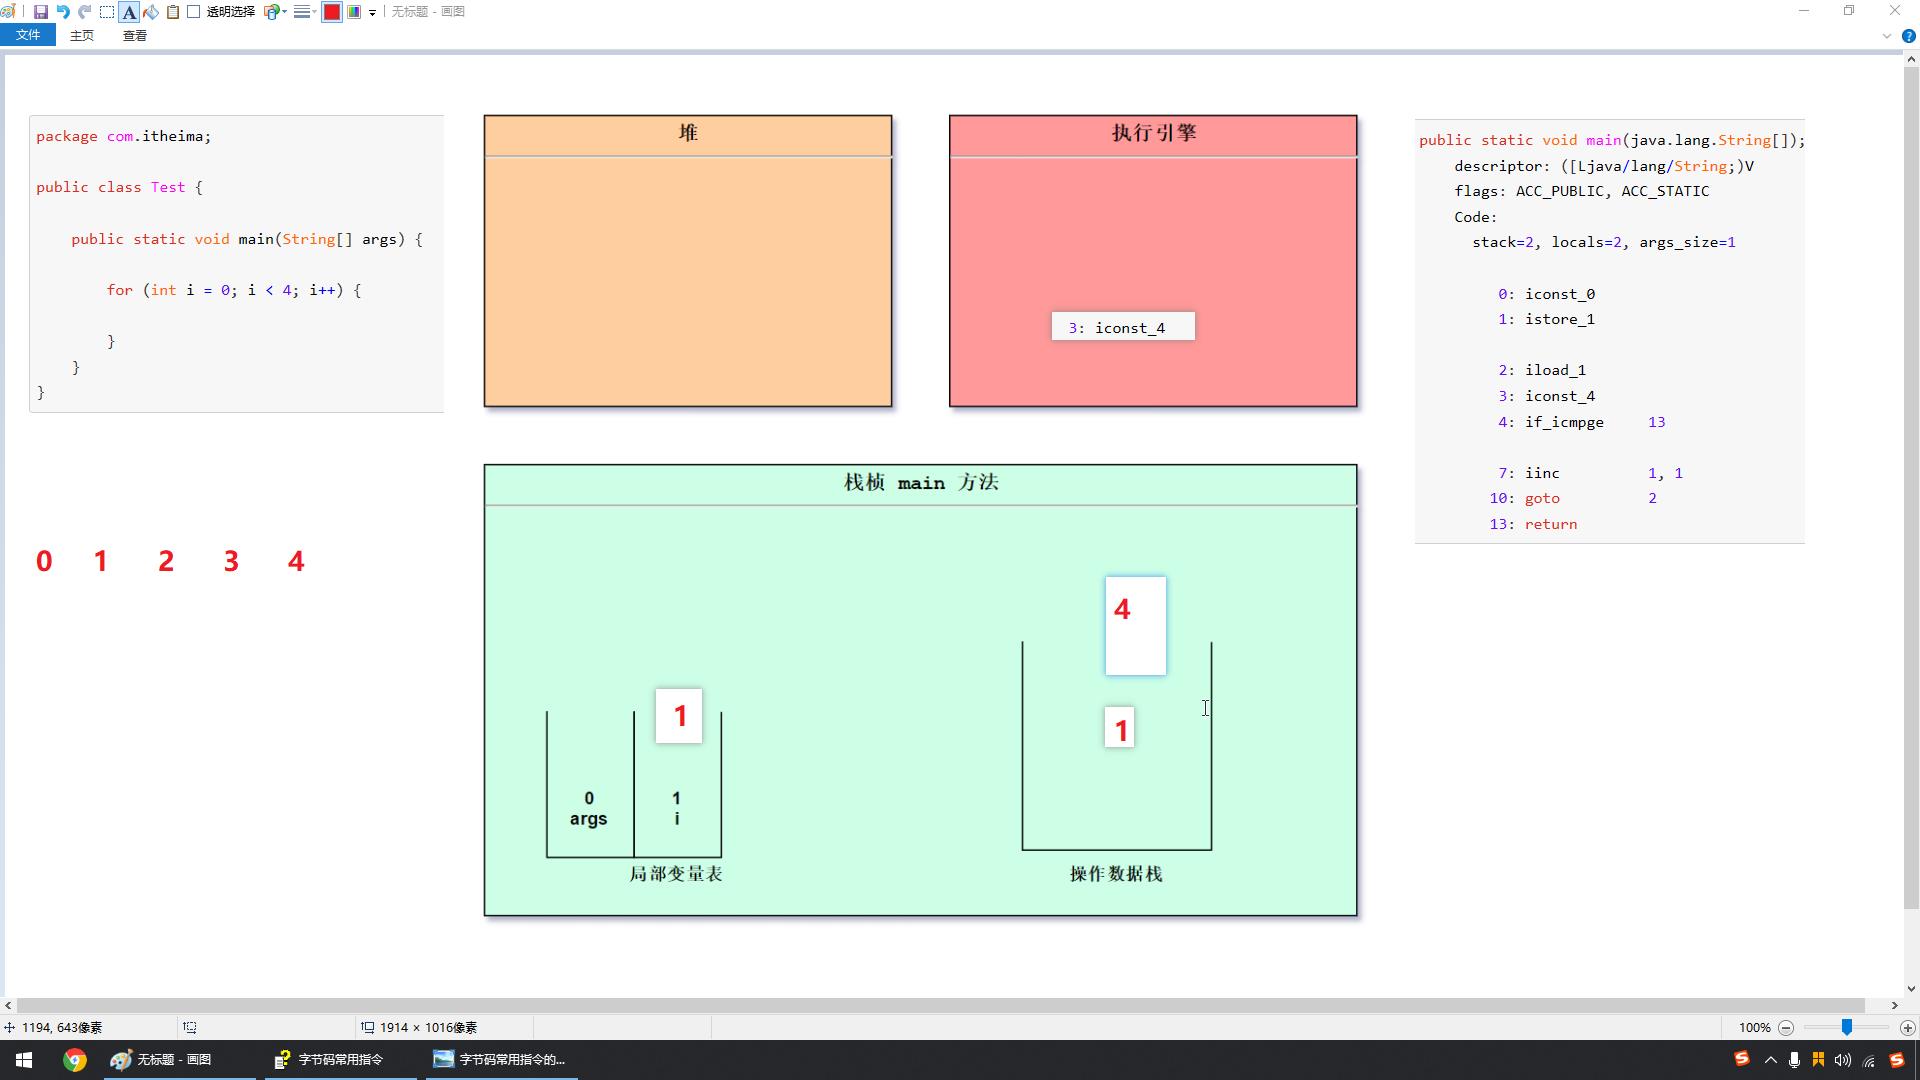 透明选择
无标题 - 画图
文件 主页 查看
package com.itheima;
public class Test {
public static void main(String[] args) {
for (int i = 0; i < 4; i++) {
}
}
}
0 1 2 3 4
堆
执行引擎
3: iconst_4
栈桢 main 方法
1
0
args
1
i
局部变量表
4
1
操作数据栈
public static void main(java.lang.String[]);
descriptor: ([Ljava/lang/String;)V
flags: ACC_PUBLIC, ACC_STATIC
Code:
stack=2, locals=2, args_size=1
0: iconst_0
1: istore_1
2: iload_1
3: iconst_4
4: if_icmpge 13
7: iinc 1, 1
10: goto 2
13: return
1194, 643像素
1914 × 1016像素
100%
无标题 - 画图
字节码常用指令
字节码常用指令的...